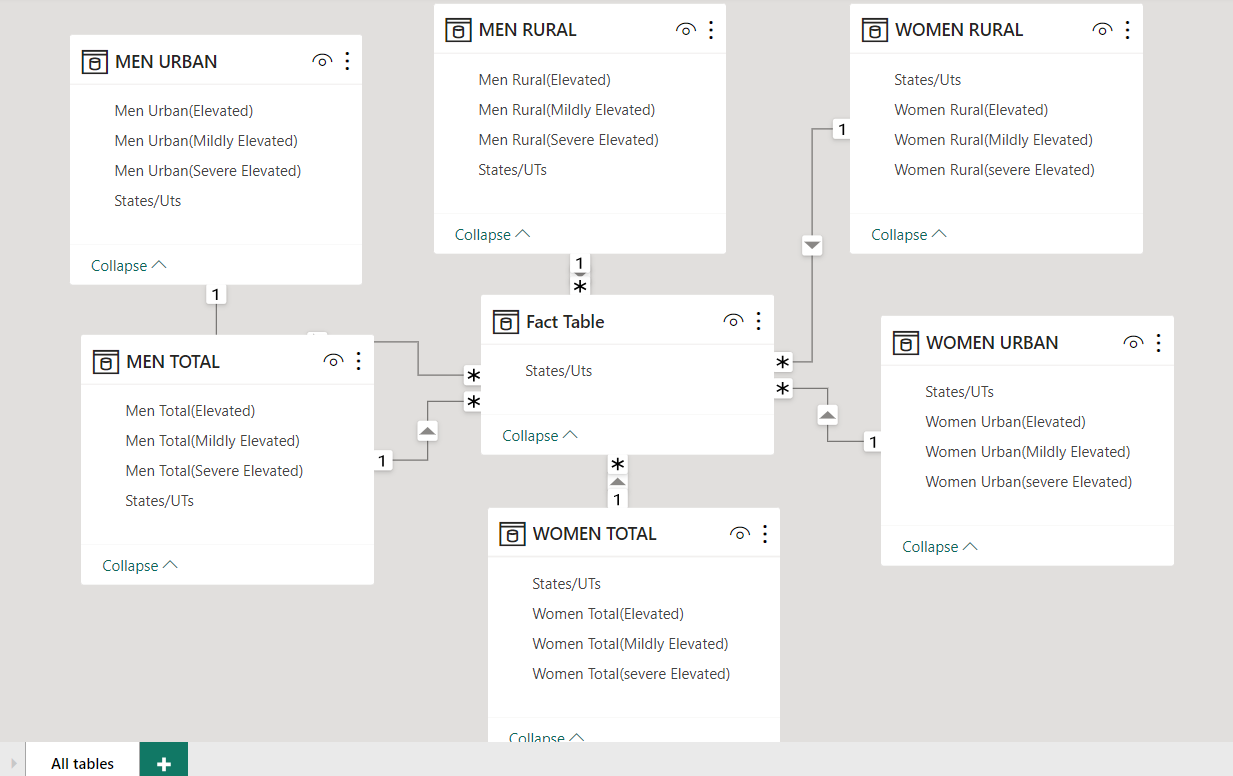 MEN URBAN
Men Urban(Elevated)
Men Urban(Mildly Elevated)
Men Urban(Severe Elevated)
States/Uts
Collapse
1
MEN RURAL
Men Rural(Elevated)
Men Rural(Mildly Elevated)
Men Rural(Severe Elevated)
States/UTs
Collapse
1
*
WOMEN RURAL
States/Uts
Women Rural(Elevated)
Women Rural(Mildly Elevated)
Women Rural(severe Elevated)
Collapse
1
Fact Table
States/Uts
Collapse
*
*
*
*
MEN TOTAL
Men Total(Elevated)
Men Total(Mildly Elevated)
Men Total(Severe Elevated)
States/UTs
Collapse
1
WOMEN URBAN
States/UTs
Women Urban(Elevated)
Women Urban(Mildly Elevated)
Women Urban(severe Elevated)
Collapse
1
*
1
WOMEN TOTAL
States/UTs
Women Total(Elevated)
Women Total(Mildly Elevated)
Women Total(severe Elevated)
Collapse
All tables
+